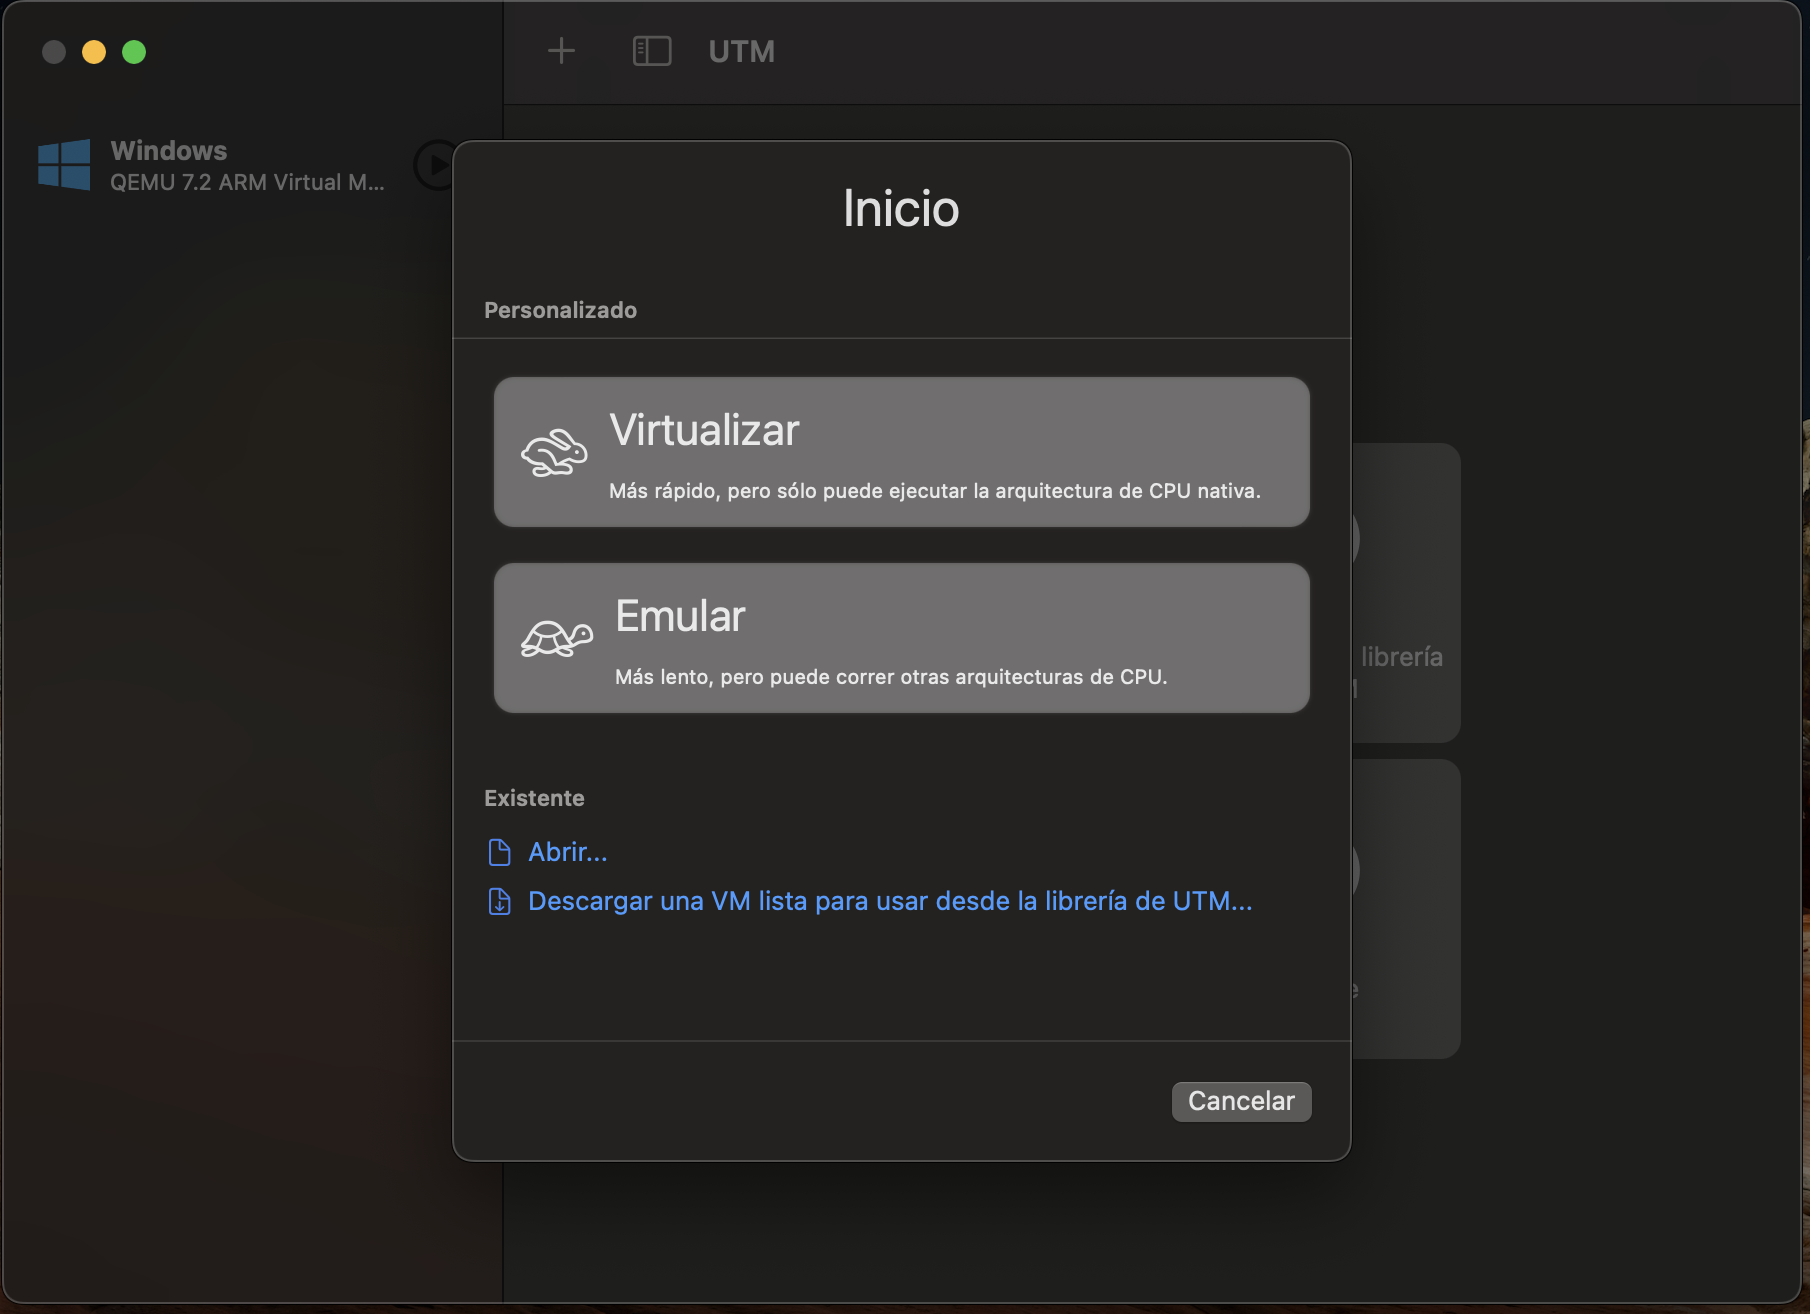 UTM
Windows
QEMU 7.2 ARM Virtual M...
Inicio
Personalizado
Virtualizar
Más rápido, pero sólo puede ejecutar la arquitectura de CPU nativa.
Emular
Más lento, pero puede correr otras arquitecturas de CPU.
librería
Existente
Abrir...
Descargar una VM lista para usar desde la librería de UTM...
Cancelar